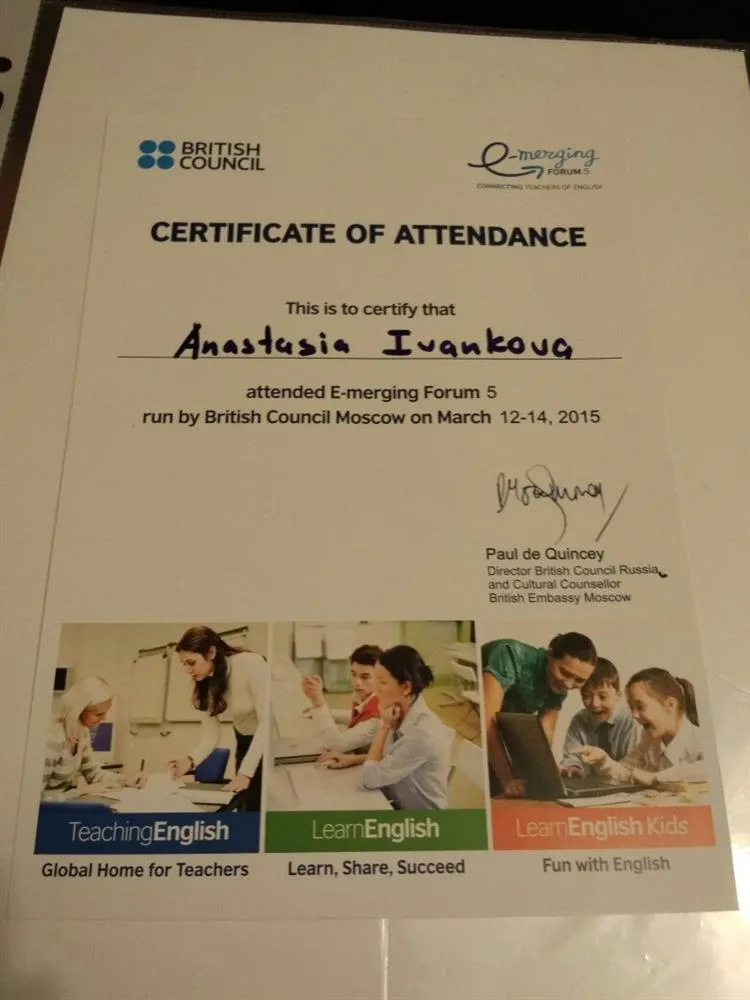 BRITISH
COUNCIL
e-merging
FORUM 5
CONNECTING TEACHERS OF ENGLISH
CERTIFICATE OF ATTENDANCE
This is to certify that
Anastasia Ivankova
attended E-merging Forum 5
run by British Council Moscow on March 12-14, 2015
Paul de Quincey
Director British Council Russia
and Cultural Counsellor
British Embassy Moscow
TeachingEnglish
Global Home for Teachers
LearnEnglish
Learn, Share, Succeed
LearnEnglish Kids
Fun with English